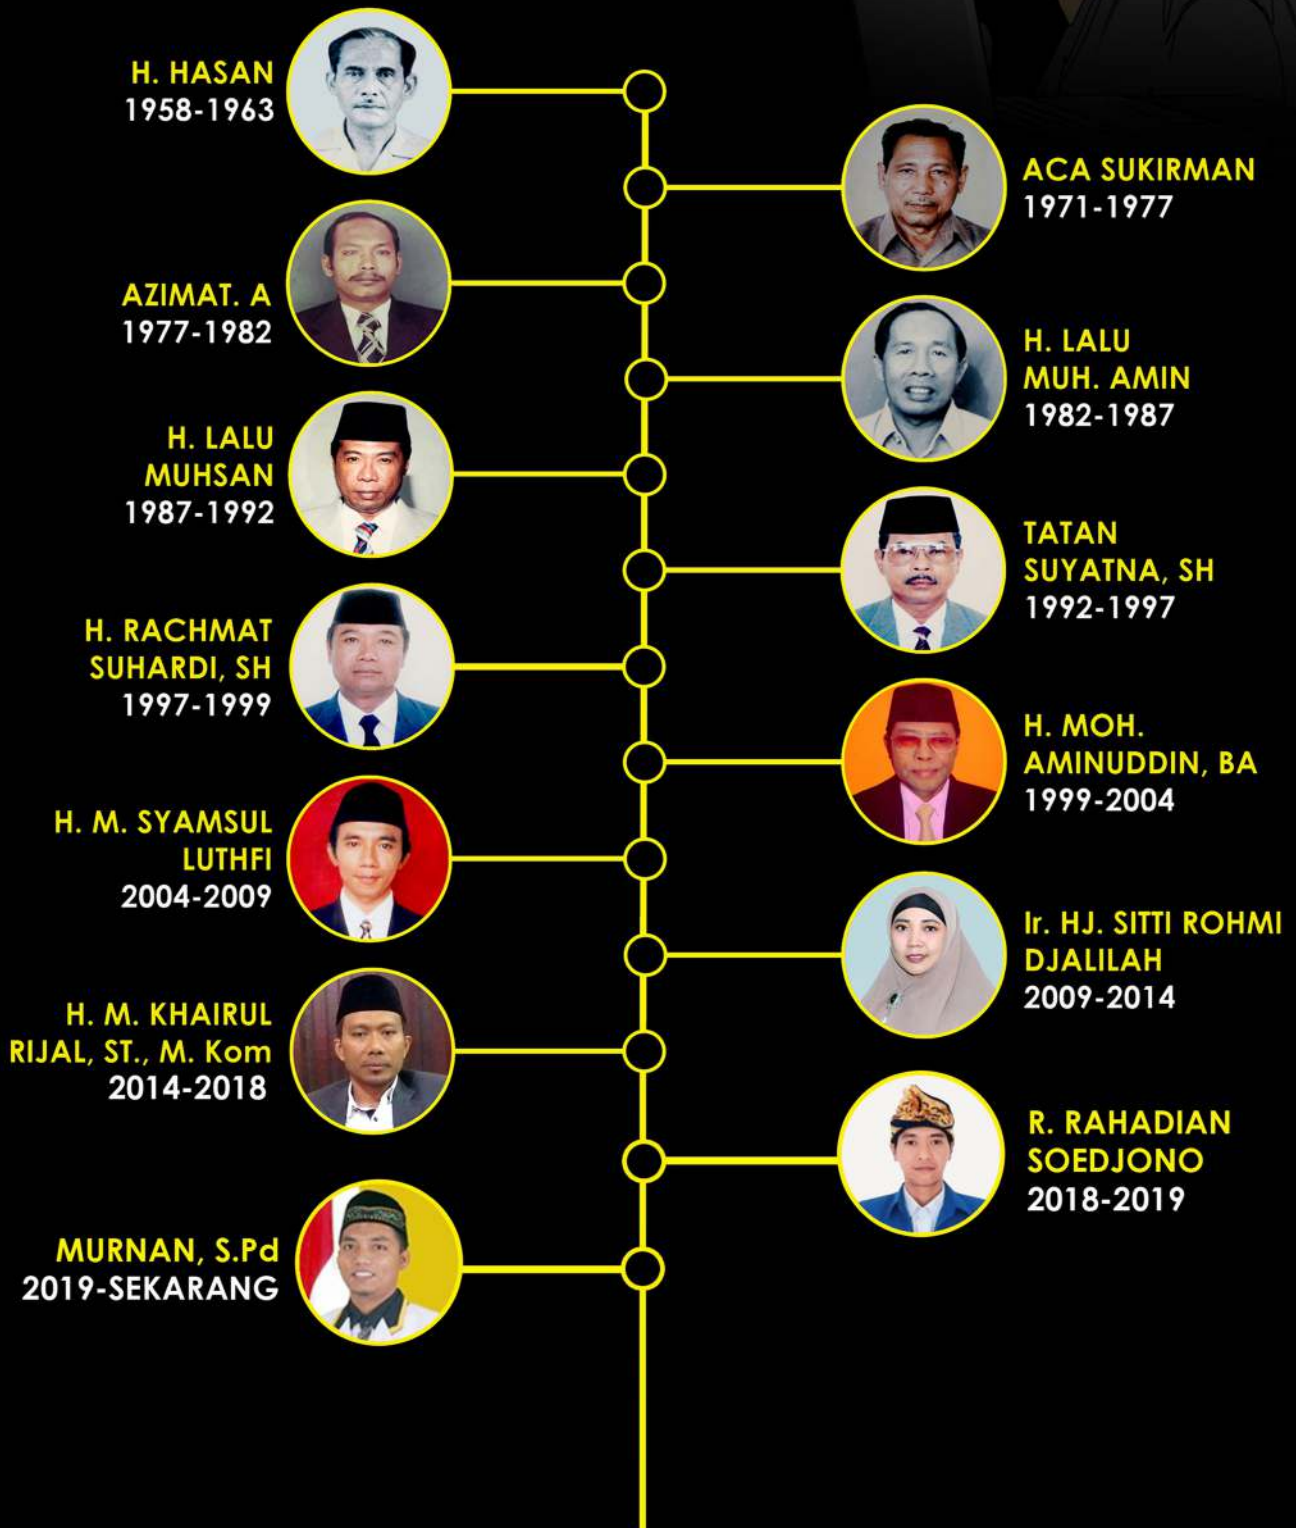 H. HASAN
1958-1963
ACA SUKIRMAN
1971-1977
AZIMAT. A
1977-1982
H. LALU
MUH. AMIN
1982-1987
H. LALU
MUHSAN
1987-1992
TATAN
SUYATNA, SH
1992-1997
H. RACHMAT
SUHARDI, SH
1997-1999
H. MOH.
AMINUDDIN, BA
1999-2004
H. M. SYAMSUL
LUTHFI
2004-2009
Ir. HJ. SITTI ROHMI
DJALILAH
2009-2014
H. M. KHAIRUL
RIJAL, ST., M. Kom
2014-2018
R. RAHADIAN
SOEDJONO
2018-2019
MURNAN, S.Pd
2019-SEKARANG